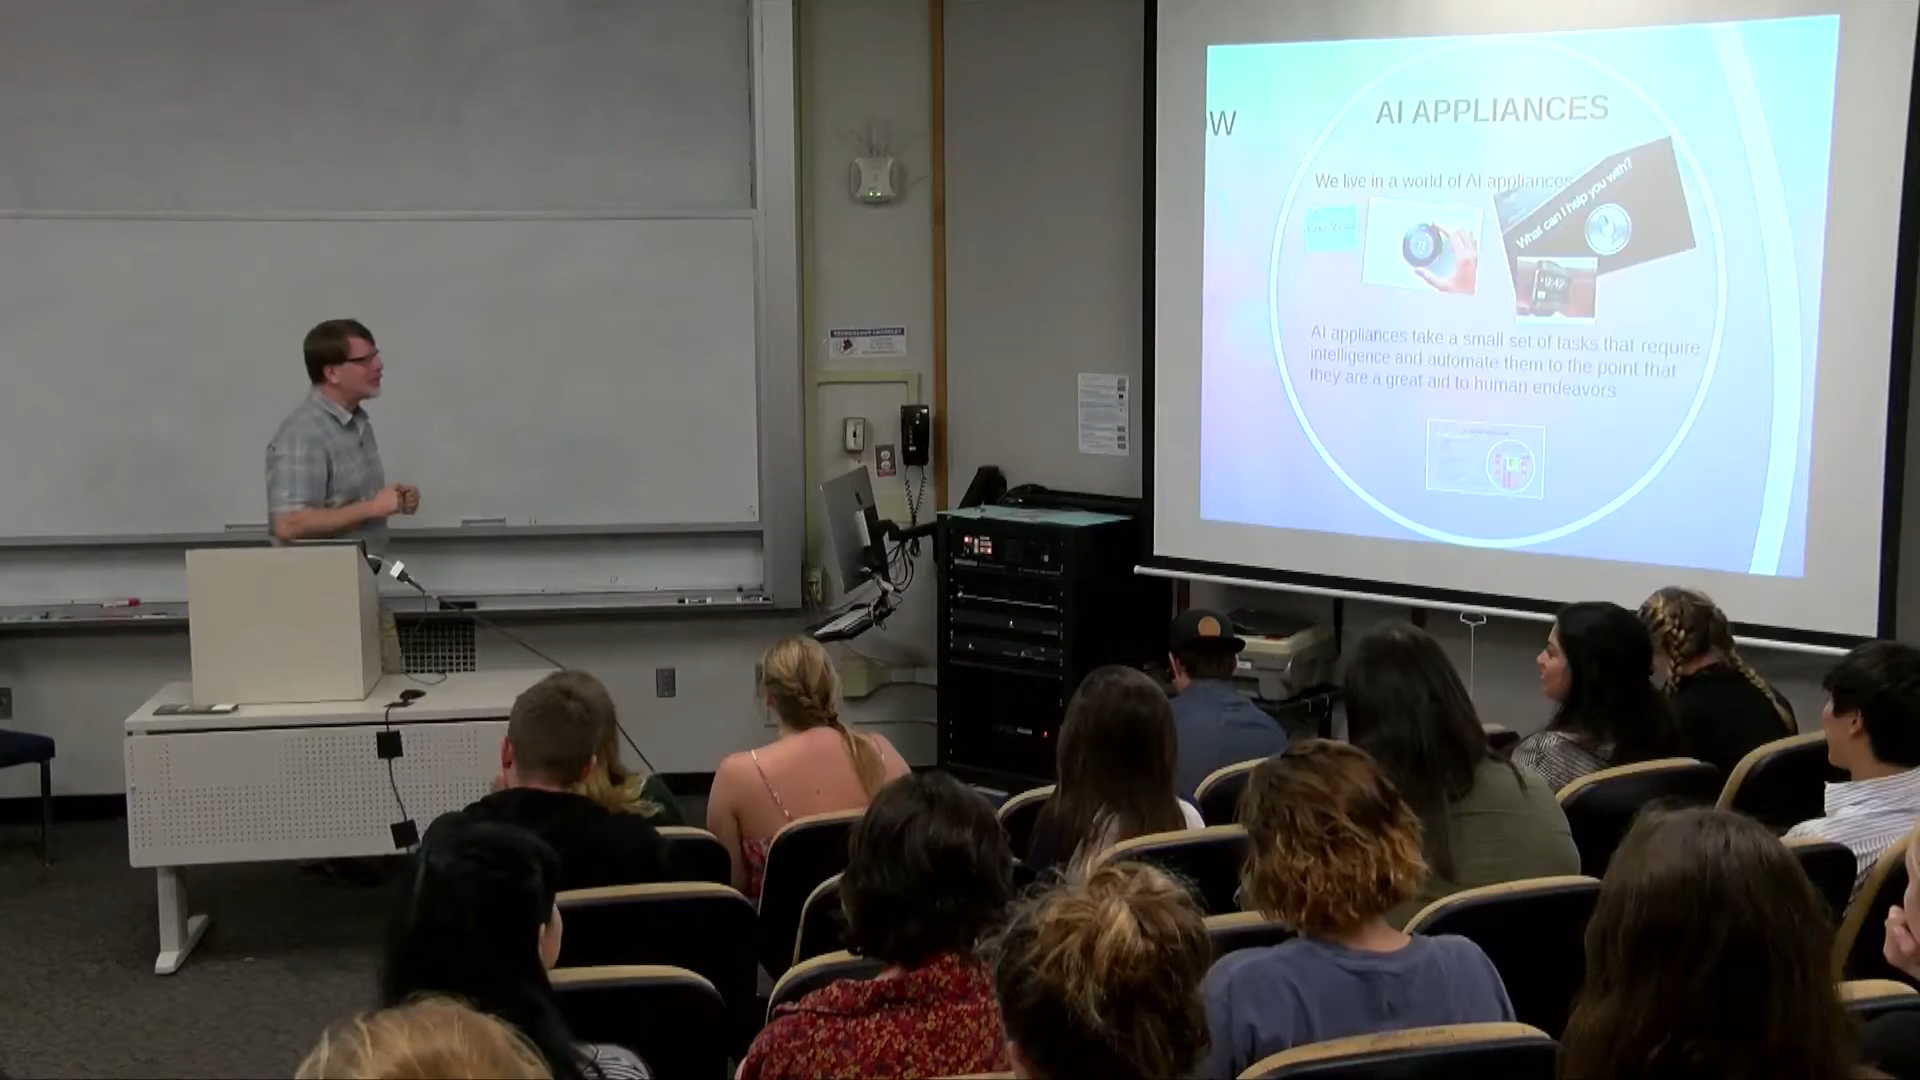 OW
AI APPLIANCES
We live in a world of AI appliances
What can I help you with?
72
AI appliances take a small set of tasks that require
intelligence and automate them to the point that
they are a great aid to human endeavors